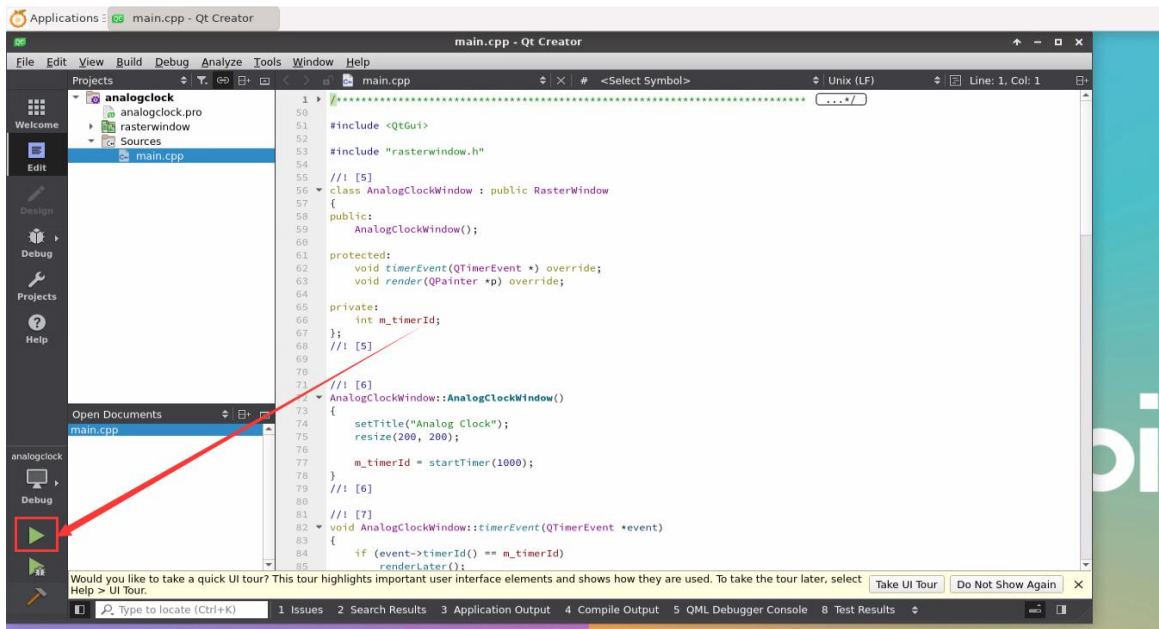 Applications
main.cpp - Qt Creator
main.cpp - Qt Creator
File Edit View Build Debug Analyze Tools Window Help
Projects
main.cpp
# <Select Symbol>
Unix (LF)
Line: 1, Col: 1
Welcome
Edit
Design
Debug
Projects
Help
analogclock
Debug
analogclock
analogclock.pro
rasterwindow
Sources
main.cpp
Open Documents
main.cpp
1 /**************************************************************************** ...*/
50
51 #include <QtGui>
52
53 #include "rasterwindow.h"
54
55 //! [5]
56 class AnalogClockWindow : public RasterWindow
57 {
58 public:
59     AnalogClockWindow();
60
61 protected:
62     void timerEvent(QTimerEvent *) override;
63     void render(QPainter *p) override;
64
65 private:
66     int m_timerId;
67 };
68 //! [5]
69
70
71 //! [6]
72 AnalogClockWindow::AnalogClockWindow()
73 {
74     setTitle("Analog Clock");
75     resize(200, 200);
76
77     m_timerId = startTimer(1000);
78 }
79 //! [6]
80
81 //! [7]
82 void AnalogClockWindow::timerEvent(QTimerEvent *event)
83 {
84     if (event->timerId() == m_timerId)
85         renderLater();
Would you like to take a quick UI tour? This tour highlights important user interface elements and shows how they are used. To take the tour later, select
Help > UI Tour.
Take UI Tour
Do Not Show Again
Type to locate (Ctrl+K)
1 Issues 2 Search Results 3 Application Output 4 Compile Output 5 QML Debugger Console 8 Test Results
pi